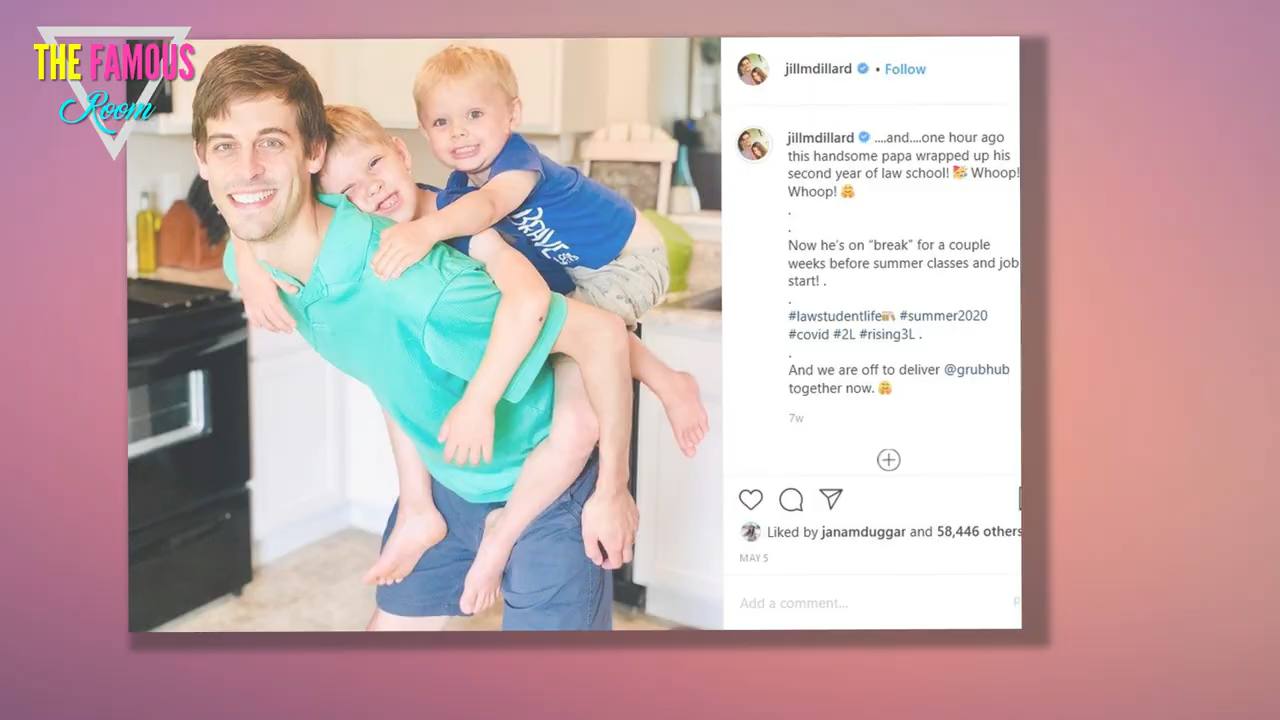 THE FAMOUS
Room
jillmdillard • Follow
jillmdillard ....and....one hour ago
this handsome papa wrapped up his
second year of law school! 🥳 Whoop!
Whoop! 🤗
.
.
Now he's on "break" for a couple
weeks before summer classes and job
start! .
.
#lawstudentlife #summer2020
#covid #2L #rising3L .
.
And we are off to deliver @grubhub
together now. 🤗
7w
Liked by janamduggar and 58,446 others
MAY 5
Add a comment...
BRAVE